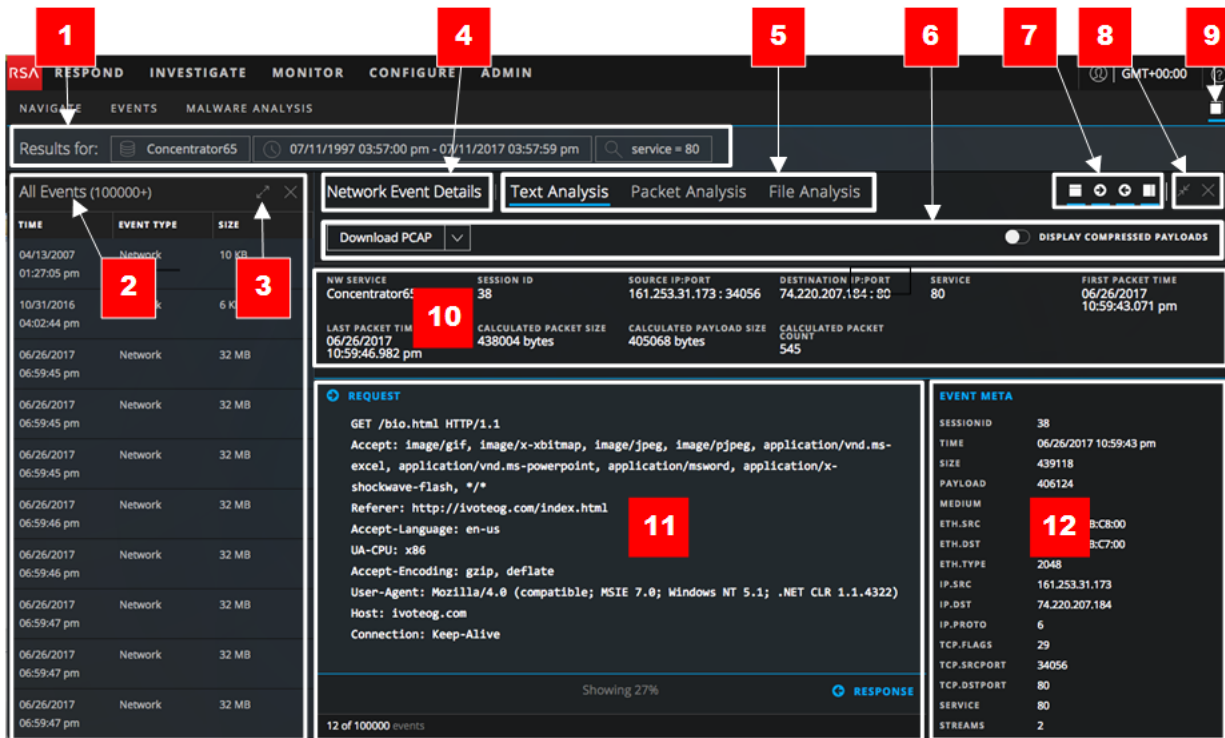 1 4 5 6 7 8 9
RSA RESPOND INVESTIGATE MONITOR CONFIGURE ADMIN GMT+00:00
NAVIGATE EVENTS MALWARE ANALYSIS
Results for: Concentrator65 07/11/1997 03:57:00 pm - 07/11/2017 03:57:59 pm service = 80
All Events (100000+)
TIME EVENT TYPE SIZE
04/13/2007 Network 10 KB
01:27:05 pm
2 3
10/31/2016 6
04:02:44 pm
06/26/2017 Network 32 MB
06:59:45 pm
06/26/2017 Network 32 MB
06:59:45 pm
06/26/2017 Network 32 MB
06:59:45 pm
06/26/2017 Network 32 MB
06:59:46 pm
06/26/2017 Network 32 MB
06:59:46 pm
06/26/2017 Network 32 MB
06:59:47 pm
06/26/2017 Network 32 MB
06:59:47 pm
06/26/2017 Network 32 MB
06:59:47 pm
Network Event Details Text Analysis Packet Analysis File Analysis
Download PCAP DISPLAY COMPRESSED PAYLOADS
NW SERVICE SESSION ID SOURCE IP:PORT DESTINATION IP:PORT SERVICE FIRST PACKET TIME
Concentrator65 38 161.253.31.173 : 34056 74.220.207.184 : 80 80 06/26/2017
10:59:43.071 pm
10
LAST PACKET TIM CALCULATED PACKET SIZE CALCULATED PAYLOAD SIZE CALCULATED PACKET
COUNT
06/26/2017 438004 bytes 405068 bytes 545
10:59:46.982 pm
REQUEST
GET /bio.html HTTP/1.1
Accept: image/gif, image/x-xbitmap, image/jpeg, image/pjpeg, application/vnd.ms-
excel, application/vnd.ms-powerpoint, application/msword, application/x-
shockwave-flash, */*
Referer: http://ivoteog.com/index.html
Accept-Language: en-us
UA-CPU: x86
Accept-Encoding: gzip, deflate
User-Agent: Mozilla/4.0 (compatible; MSIE 7.0; Windows NT 5.1; .NET CLR 1.1.4322)
Host: ivoteog.com
Connection: Keep-Alive
11
Showing 27% RESPONSE
12 of 100000 events
EVENT META
SESSIONID 38
TIME 06/26/2017 10:59:43 pm
SIZE 439118
PAYLOAD 406124
MEDIUM
12
ETH.SRC B:C8:00
ETH.DST B:C7:00
ETH.TYPE 2048
IP.SRC 161.253.31.173
IP.DST 74.220.207.184
IP.PROTO 6
TCP.FLAGS 29
TCP.SRCPORT 34056
TCP.DSTPORT 80
SERVICE 80
STREAMS 2